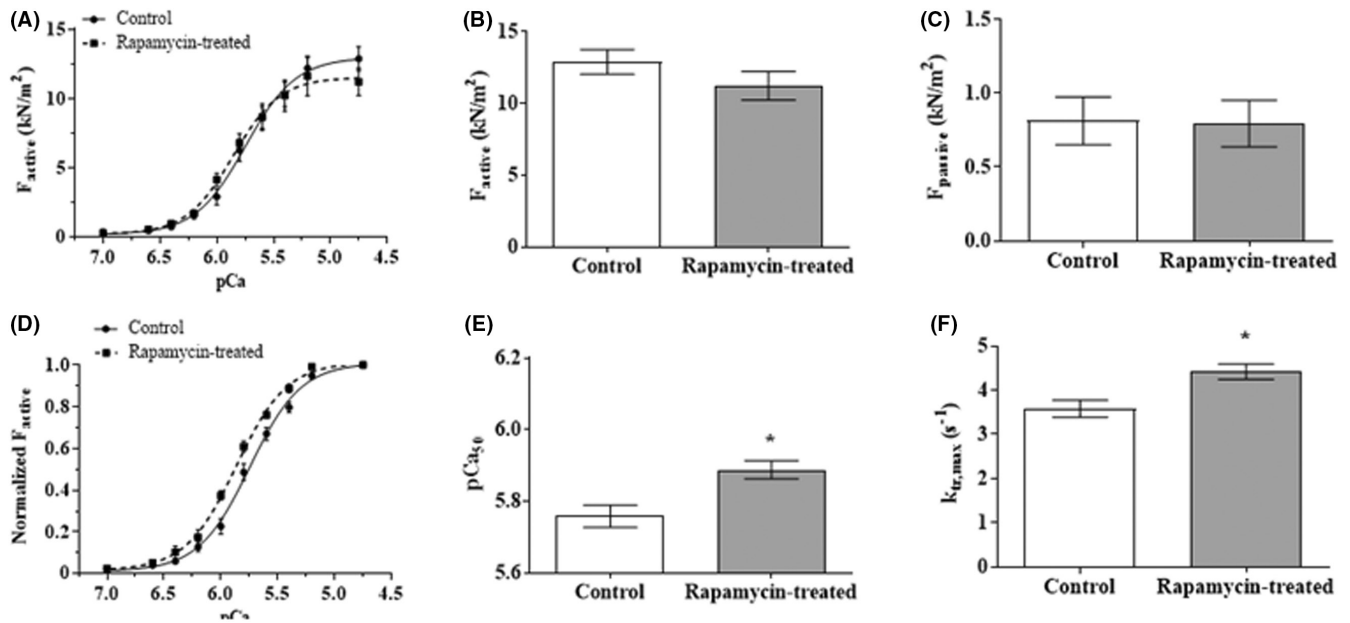 (A)
Control
Rapamycin-treated
Factive (kN/m2)
15
10
5
0
7.0 6.5 6.0 5.5 5.0 4.5
pCa
(B)
Factive (kN/m2)
15
10
5
0
Control Rapamycin-treated
(C)
Fpassive (kN/m2)
1.5
1.0
0.5
0.0
Control Rapamycin-treated
(D)
Control
Rapamycin-treated
Normalized Factive
1.0
0.8
0.6
0.4
0.2
0
7.0 6.5 6.0 5.5 5.0 4.5
pCa
(E)
pCa50
6.2
6.0
5.8
5.6
*
Control Rapamycin-treated
(F)
ktr,max (s-1)
5
4
3
2
1
0
*
Control Rapamycin-treated